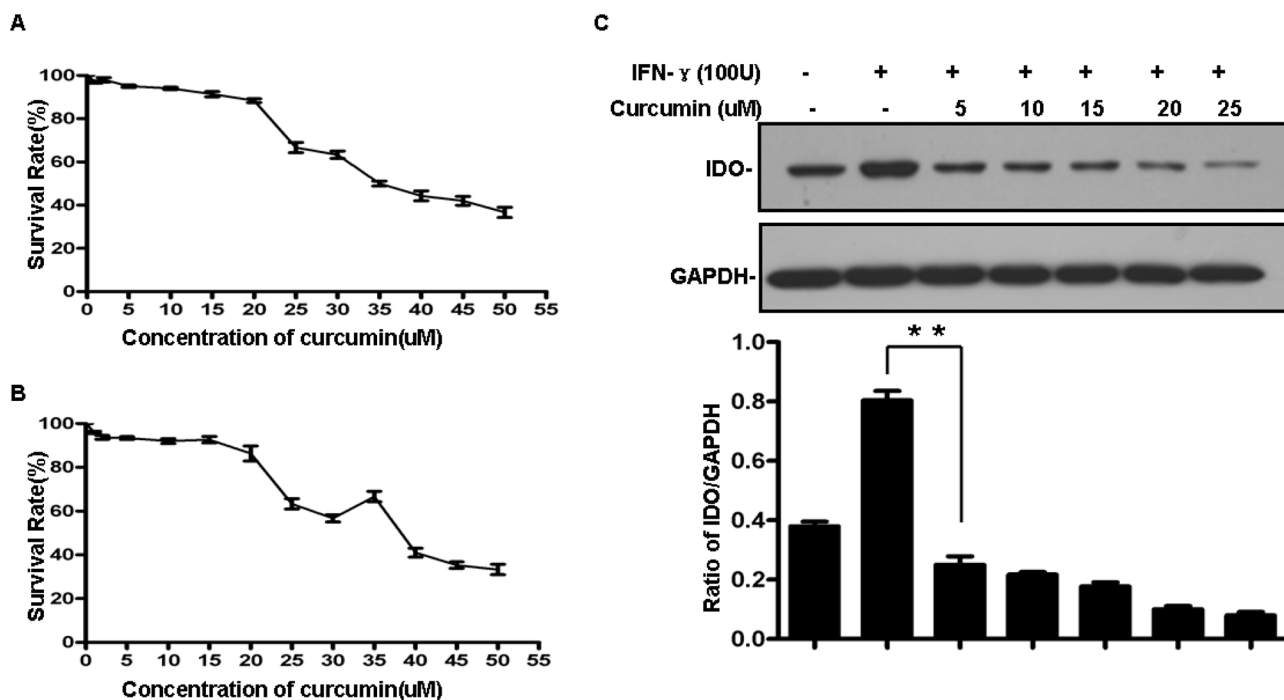 A
100
80
60
40
20
0
Survival Rate(%)
0 5 10 15 20 25 30 35 40 45 50 55
Concentration of curcumin(uM)
B
100
80
60
40
20
0
Survival Rate(%)
0 5 10 15 20 25 30 35 40 45 50 55
Concentration of curcumin(uM)
C
IFN-γ (100U) - + + + + + +
Curcumin (uM) - - 5 10 15 20 25
IDO-
GAPDH-
**
1.0
0.8
0.6
0.4
0.2
0.0
Ratio of IDO/GAPDH